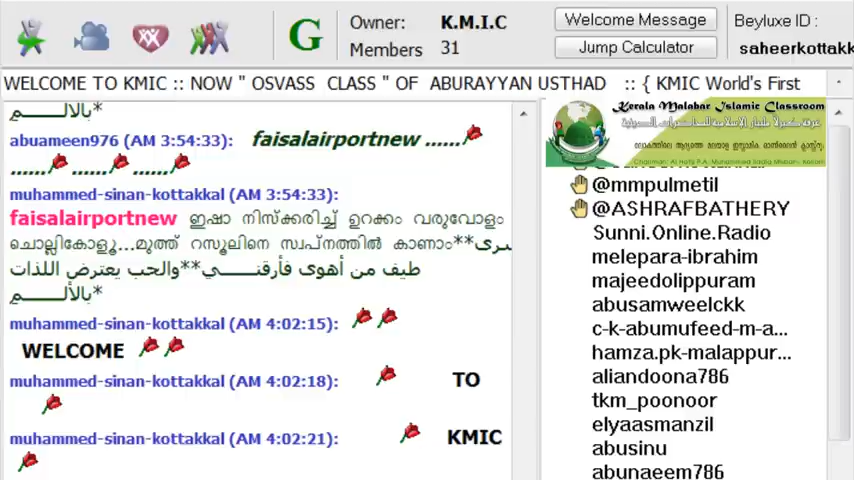 Owner: K.M.I.C
Members 31
Welcome Message
Jump Calculator
Beyluxe ID :
saheerkottakk
WELCOME TO KMIC :: NOW " OSVASS CLASS " OF ABURAYYAN USTHAD :: { KMIC World's First
بالألـــــم*
abuameen976 (AM 3:54:33): faisalairportnew ......
...... ...... ......
muhammed-sinan-kottakkal (AM 3:54:33):
faisalairportnew ഇഷാ നിസ്ക്കരിച്ച് ഉറക്കം വരുവോളം
ചൊല്ലികോളൂ...മുത്ത് റസൂലിനെ സ്വപ്നത്തിൽ കാണാം**سرى
طيف من أهوى فأرقنـــــي**والحب يعترض اللذات
بالألـــــم*
muhammed-sinan-kottakkal (AM 4:02:15):
WELCOME
muhammed-sinan-kottakkal (AM 4:02:18): TO
muhammed-sinan-kottakkal (AM 4:02:21): KMIC
Kerala Malabar Islamic Classroom
@mmpulmetil
@ASHRAFBATHERY
Sunni.Online.Radio
melepara-ibrahim
majeedolippuram
abusamweelckk
c-k-abumufeed-m-a...
hamza.pk-malappur...
aliandoona786
tkm_poonoor
elyaasmanzil
abusinu
abunaeem786